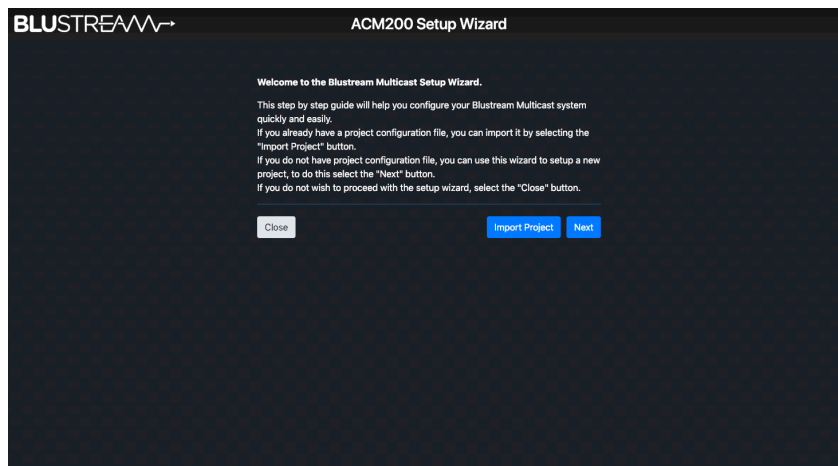 BLUSTREAM
ACM200 Setup Wizard
Welcome to the Blustream Multicast Setup Wizard.
This step by step guide will help you configure your Blustream Multicast system
quickly and easily.
If you already have a project configuration file, you can import it by selecting the
"Import Project" button.
If you do not have project configuration file, you can use this wizard to setup a new
project, to do this select the "Next" button.
If you do not wish to proceed with the setup wizard, select the "Close" button.
Close
Import Project
Next